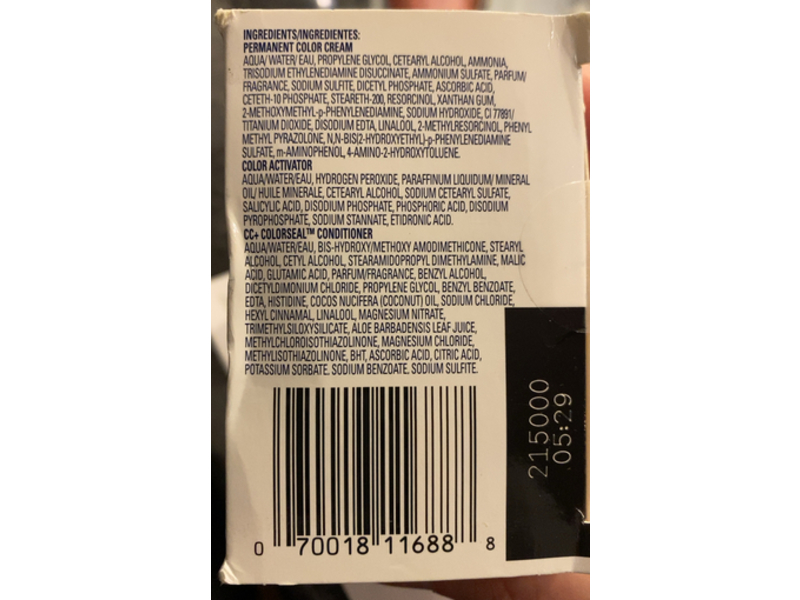 INGREDIENTS/INGREDIENTES:
PERMANENT COLOR CREAM
AQUA/ WATER/ EAU, PROPYLENE GLYCOL, CETEARYL ALCOHOL, AMMONIA,
TRISODIUM ETHYLENEDIAMINE DISUCCINATE, AMMONIUM SULFATE, PARFUM/
FRAGRANCE, SODIUM SULFITE, DICETYL PHOSPHATE, ASCORBIC ACID,
CETETH-10 PHOSPHATE, STEARETH-200, RESORCINOL, XANTHAN GUM,
2-METHOXYMETHYL-p-PHENYLENEDIAMINE, SODIUM HYDROXIDE, CI 77891/
TITANIUM DIOXIDE, DISODIUM EDTA, LINALOOL, 2-METHYLRESORCINOL, PHENYL
METHYL PYRAZOLONE, N,N-BIS(2-HYDROXYETHYL)-p-PHENYLENEDIAMINE
SULFATE, m-AMINOPHENOL, 4-AMINO-2-HYDROXYTOLUENE.
COLOR ACTIVATOR
AQUA/WATER/EAU, HYDROGEN PEROXIDE, PARAFFINUM LIQUIDUM/ MINERAL
OIL/ HUILE MINERALE, CETEARYL ALCOHOL, SODIUM CETEARYL SULFATE,
SALICYLIC ACID, DISODIUM PHOSPHATE, PHOSPHORIC ACID, DISODIUM
PYROPHOSPHATE, SODIUM STANNATE, ETIDRONIC ACID.
CC+ COLORSEAL™ CONDITIONER
AQUA/WATER/EAU, BIS-HYDROXY/METHOXY AMODIMETHICONE, STEARYL
ALCOHOL, CETYL ALCOHOL, STEARAMIDOPROPYL DIMETHYLAMINE, MALIC
ACID, GLUTAMIC ACID, PARFUM/FRAGRANCE, BENZYL ALCOHOL,
DICETYLDIMONIUM CHLORIDE, PROPYLENE GLYCOL, BENZYL BENZOATE,
EDTA, HISTIDINE, COCOS NUCIFERA (COCONUT) OIL, SODIUM CHLORIDE,
HEXYL CINNAMAL, LINALOOL, MAGNESIUM NITRATE,
TRIMETHYLSILOXYSILICATE, ALOE BARBADENSIS LEAF JUICE,
METHYLCHLOROISOTHIAZOLINONE, MAGNESIUM CHLORIDE,
METHYLISOTHIAZOLINONE, BHT, ASCORBIC ACID, CITRIC ACID,
POTASSIUM SORBATE, SODIUM BENZOATE, SODIUM SULFITE.
0 70018 11688 8
215000
05:29